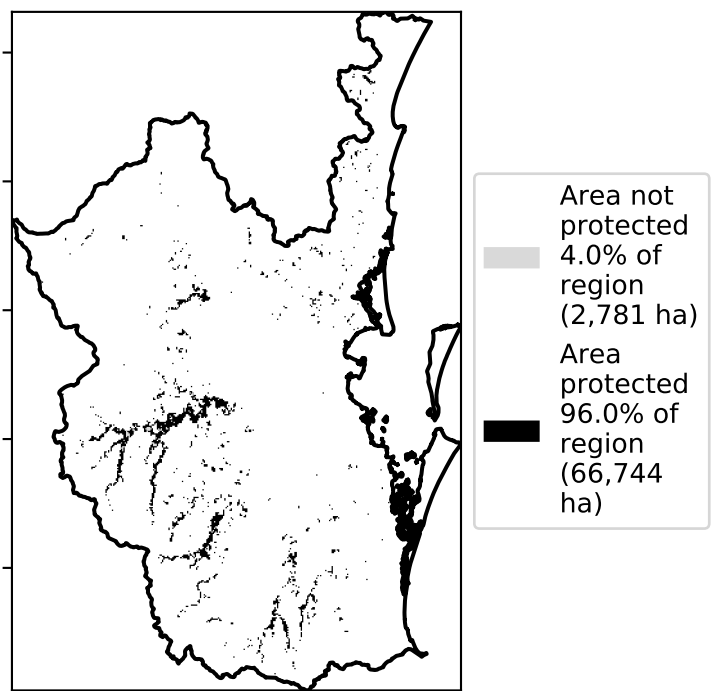 Area not
protected
4.0% of
region
(2,781 ha)
Area
protected
96.0% of
region
(66,744
ha)